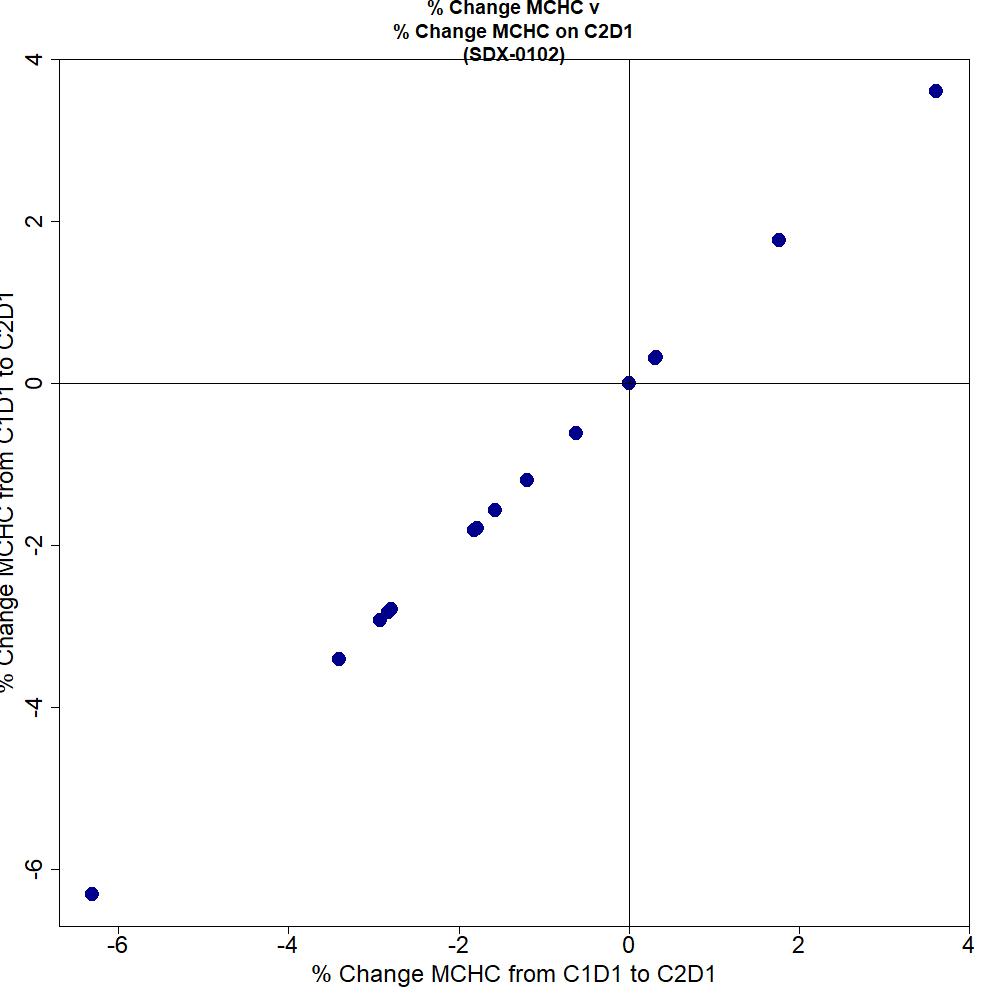 % Change MCHC v
% Change MCHC on C2D1
(SDX-0102)
4
2
0
-2
-4
-6
% Change MCHC from C1D1 to C2D1
-6
-4
-2
0
2
4
% Change MCHC from C1D1 to C2D1